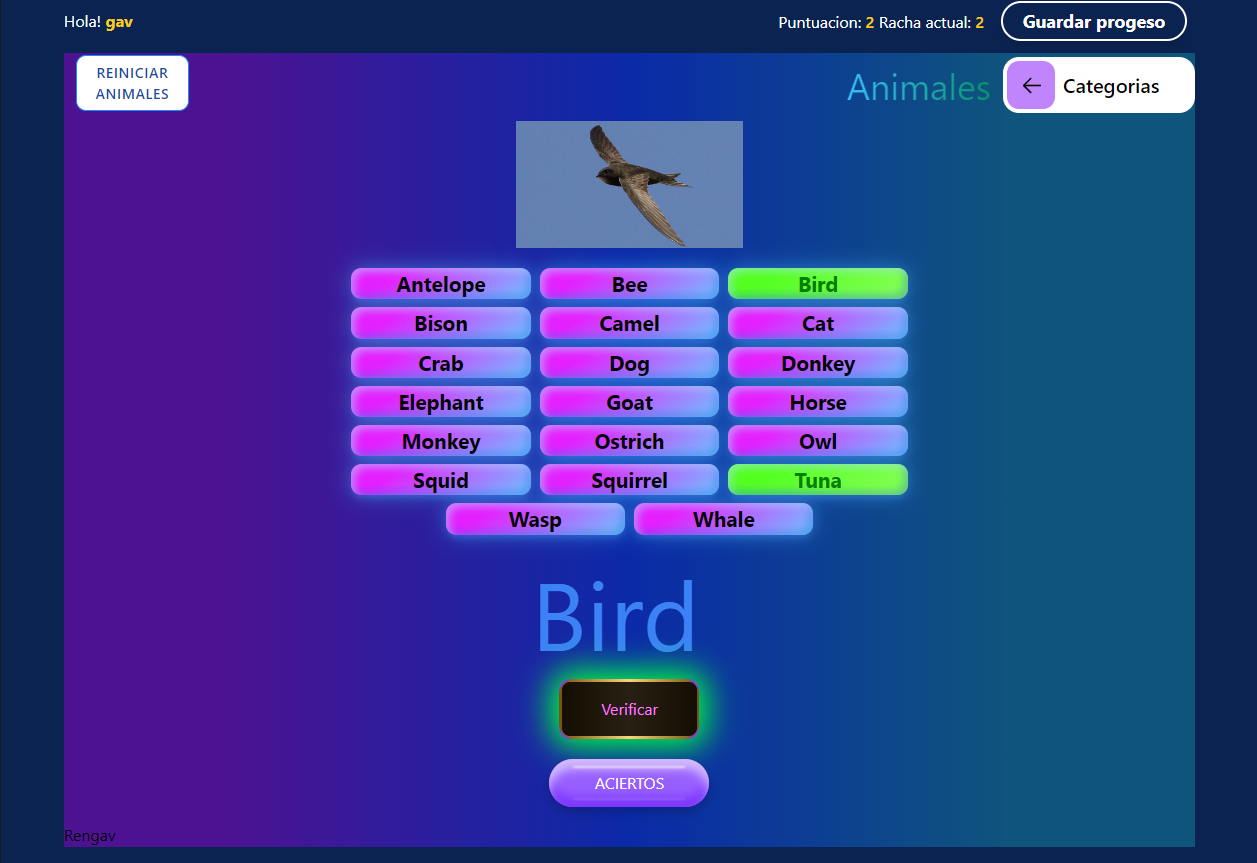 Hola! gav
Puntuacion: 2 Racha actual: 2
Guardar progeso
REINICIAR
ANIMALES
Animales
Categorias
Antelope
Bee
Bird
Bison
Camel
Cat
Crab
Dog
Donkey
Elephant
Goat
Horse
Monkey
Ostrich
Owl
Squid
Squirrel
Tuna
Wasp
Whale
Bird
Verificar
ACIERTOS
Rengav